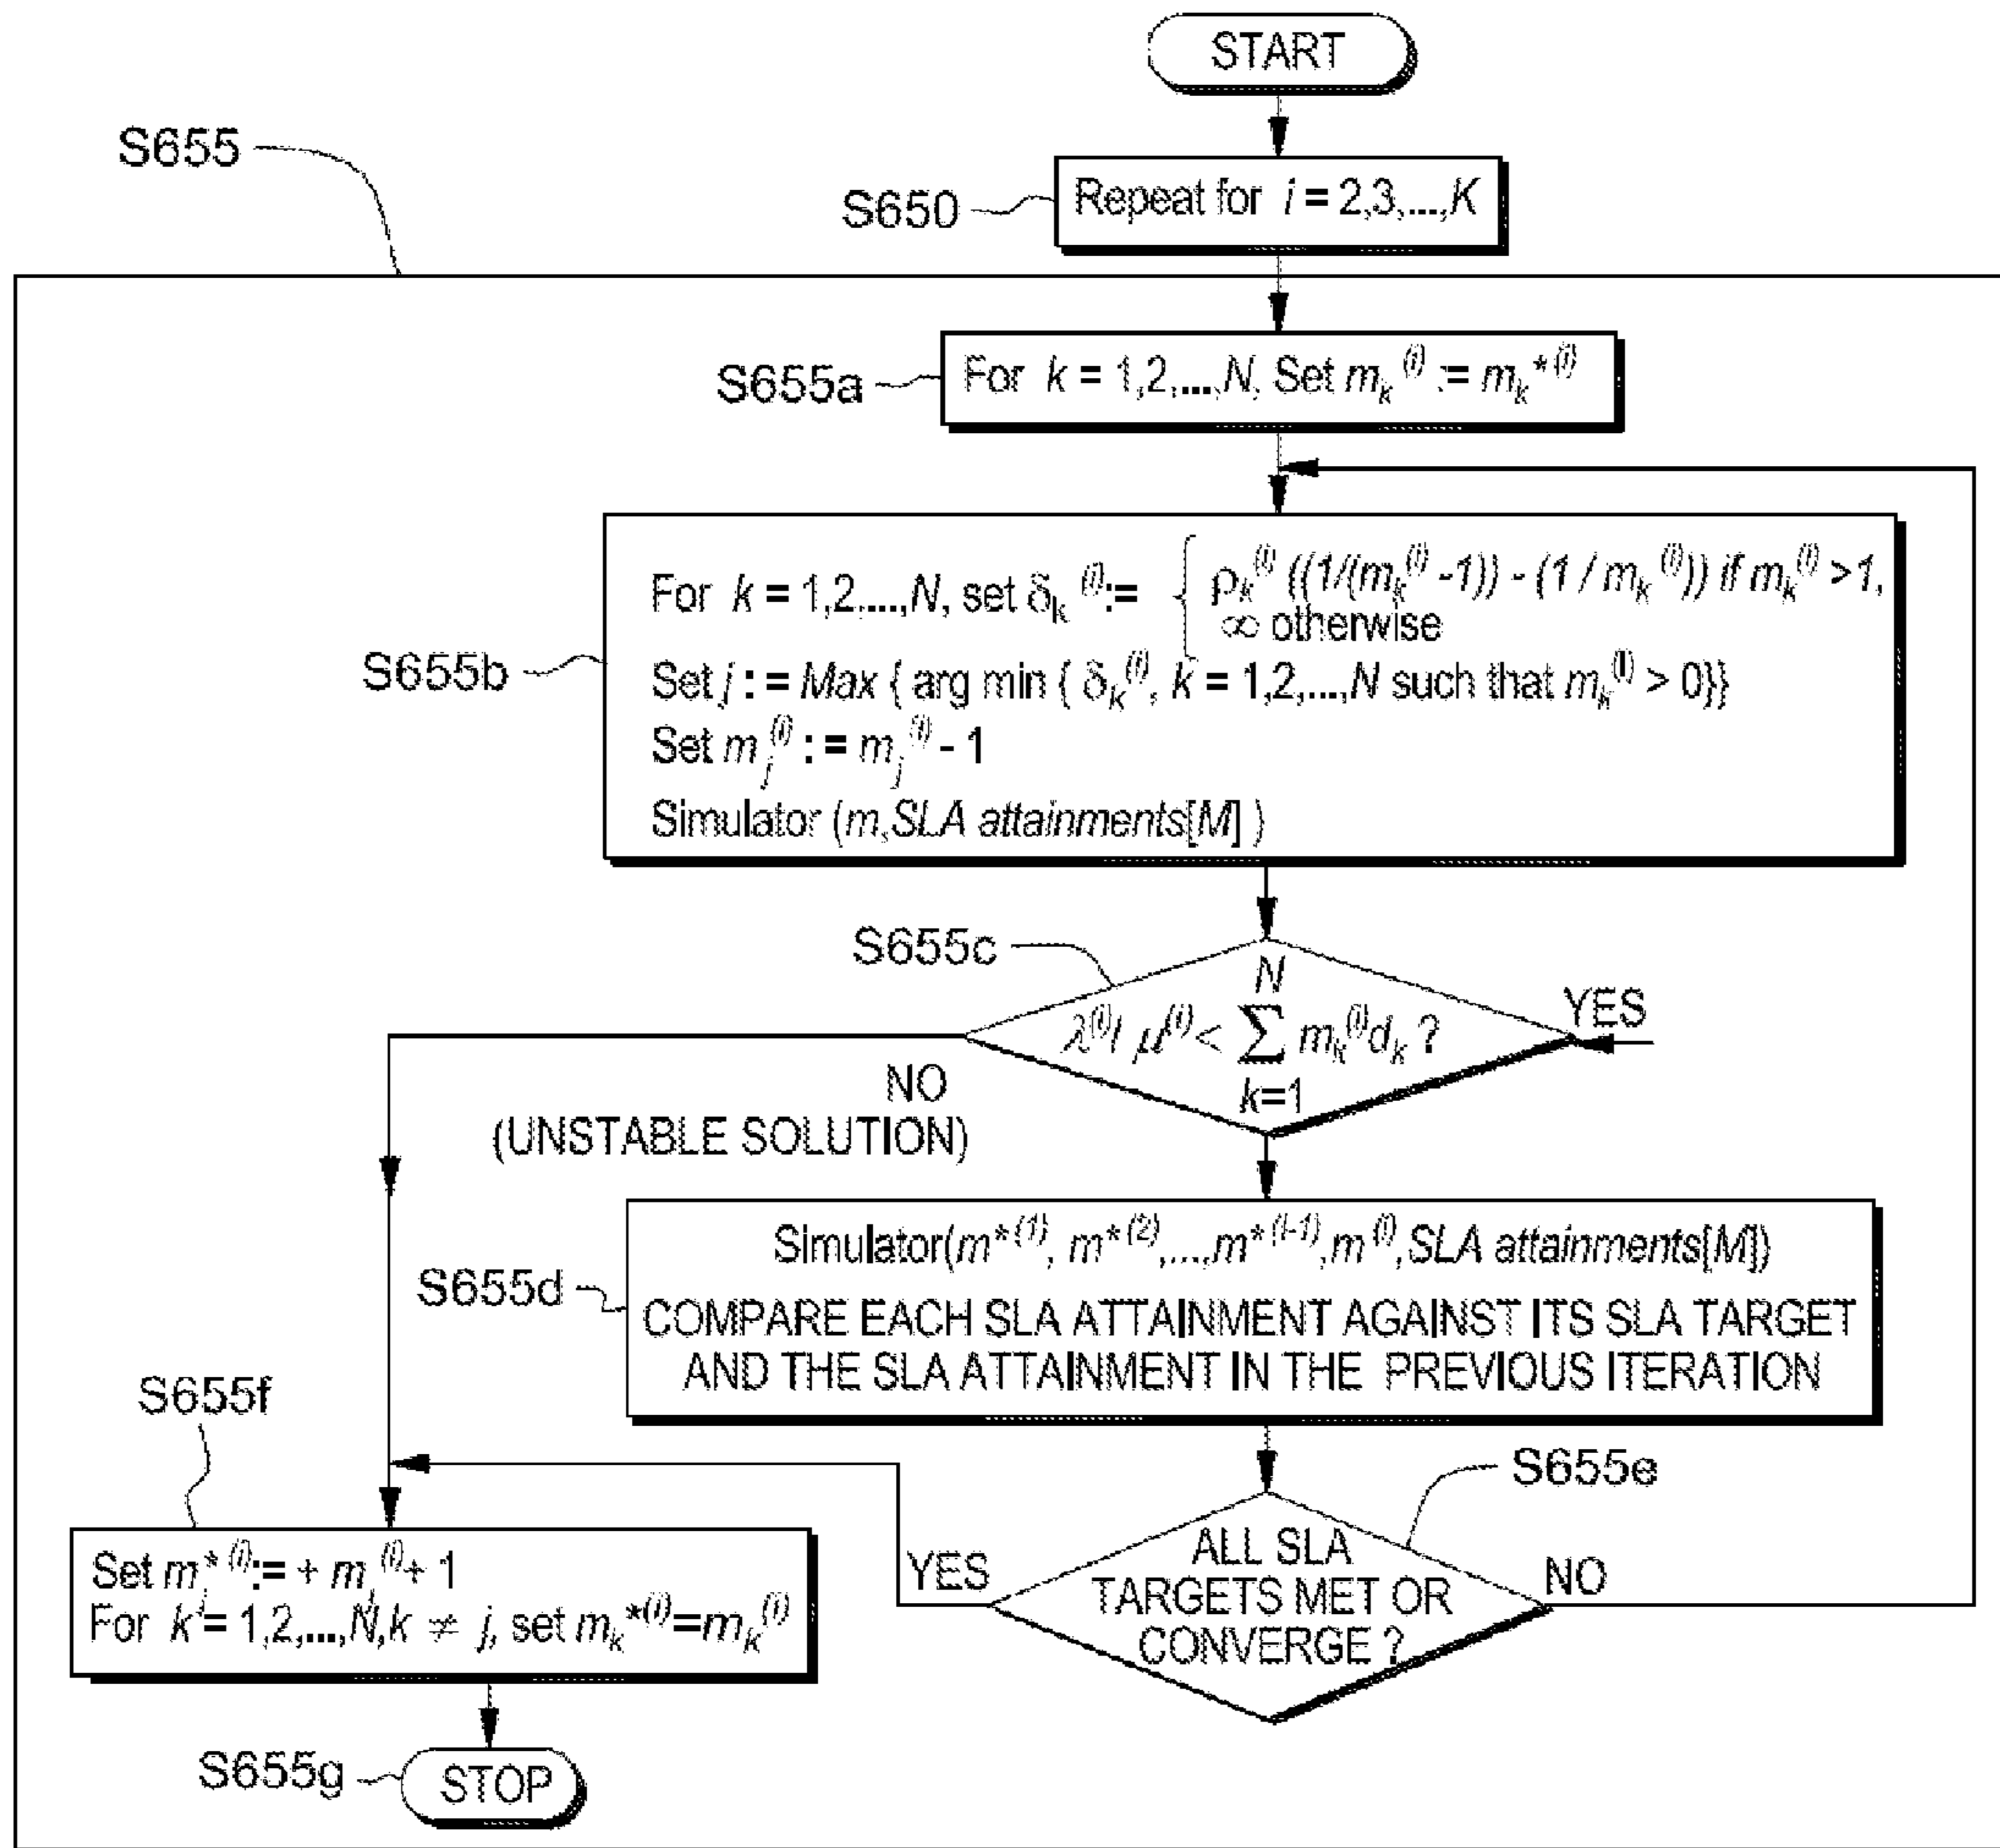 START
S655
S650
Repeat for i = 2,3,...,K
S655a
For k = 1,2,...,N, Set m_k^(i) := m_k*^(i)
S655b
For k = 1,2,...,N, set δ_k^(i) := { ρ_k^(i) ((1/(m_k^(i) -1)) - (1 / m_k^(i))) if m_k^(i) >1,
∞ otherwise
Set j : = Max { arg min { δ_k^(i), k = 1,2,...,N such that m_k^(i) > 0}}
Set m_j^(i) : = m_j^(i) - 1
Simulator (m,SLA attainments[M] )
S655c
λ^(i)/ μ^(i) < ∑_{k=1}^{N} m_k^(i) d_k ?
YES
NO
(UNSTABLE SOLUTION)
S655d
Simulator(m*^(1), m*^(2),...,m*^(i-1),m^(i),SLA attainments[M])
COMPARE EACH SLA ATTAINMENT AGAINST ITS SLA TARGET
AND THE SLA ATTAINMENT IN THE PREVIOUS ITERATION
S655f
Set m_j*^(i):= + m_j^(i)+ 1
For k = 1,2,...,N,k ≠ j, set m_k*^(i)=m_k^(i)
S655e
ALL SLA
TARGETS MET OR
CONVERGE ?
YES
NO
S655g
STOP